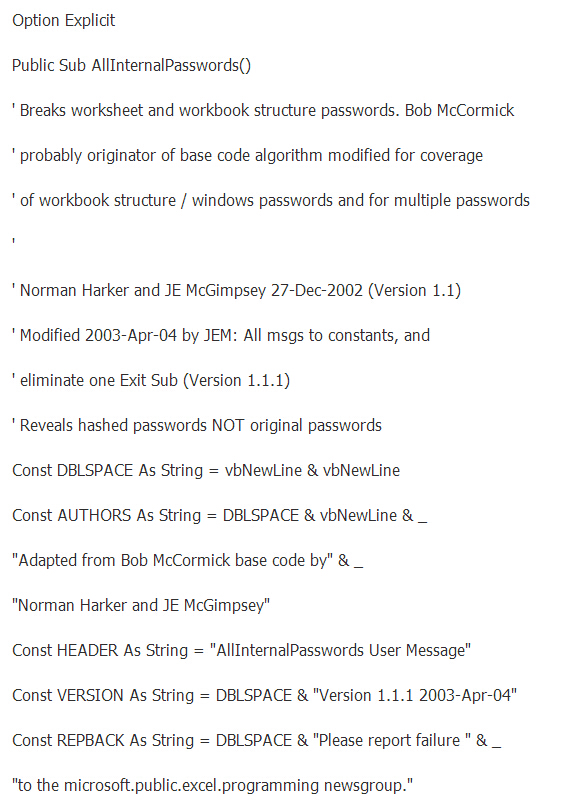 Option Explicit
Public Sub AllInternalPasswords()
' Breaks worksheet and workbook structure passwords. Bob McCormick
' probably originator of base code algorithm modified for coverage
' of workbook structure / windows passwords and for multiple passwords
'
' Norman Harker and JE McGimpsey 27-Dec-2002 (Version 1.1)
' Modified 2003-Apr-04 by JEM: All msgs to constants, and
' eliminate one Exit Sub (Version 1.1.1)
' Reveals hashed passwords NOT original passwords
Const DBLSPACE As String = vbNewLine & vbNewLine
Const AUTHORS As String = DBLSPACE & vbNewLine & _
"Adapted from Bob McCormick base code by" & _
"Norman Harker and JE McGimpsey"
Const HEADER As String = "AllInternalPasswords User Message"
Const VERSION As String = DBLSPACE & "Version 1.1.1 2003-Apr-04"
Const REPBACK As String = DBLSPACE & "Please report failure " & _
"to the microsoft.public.excel.programming newsgroup."